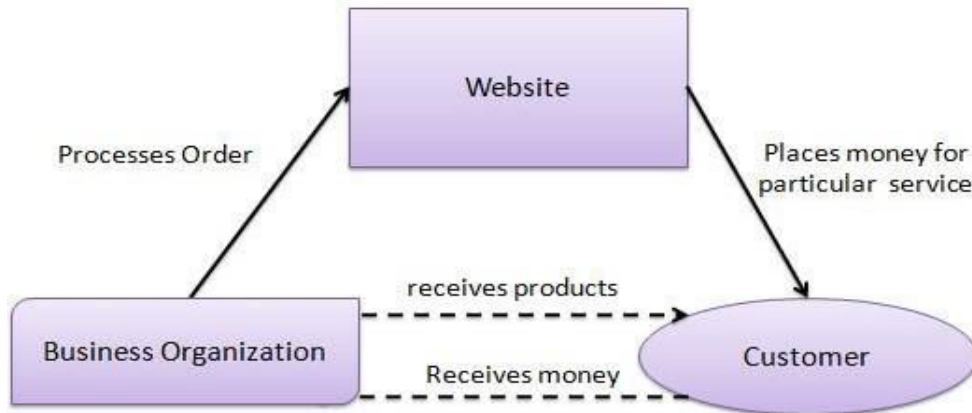 Website
Processes Order
Places money for
particular service
receives products
Business Organization
Customer
Receives money